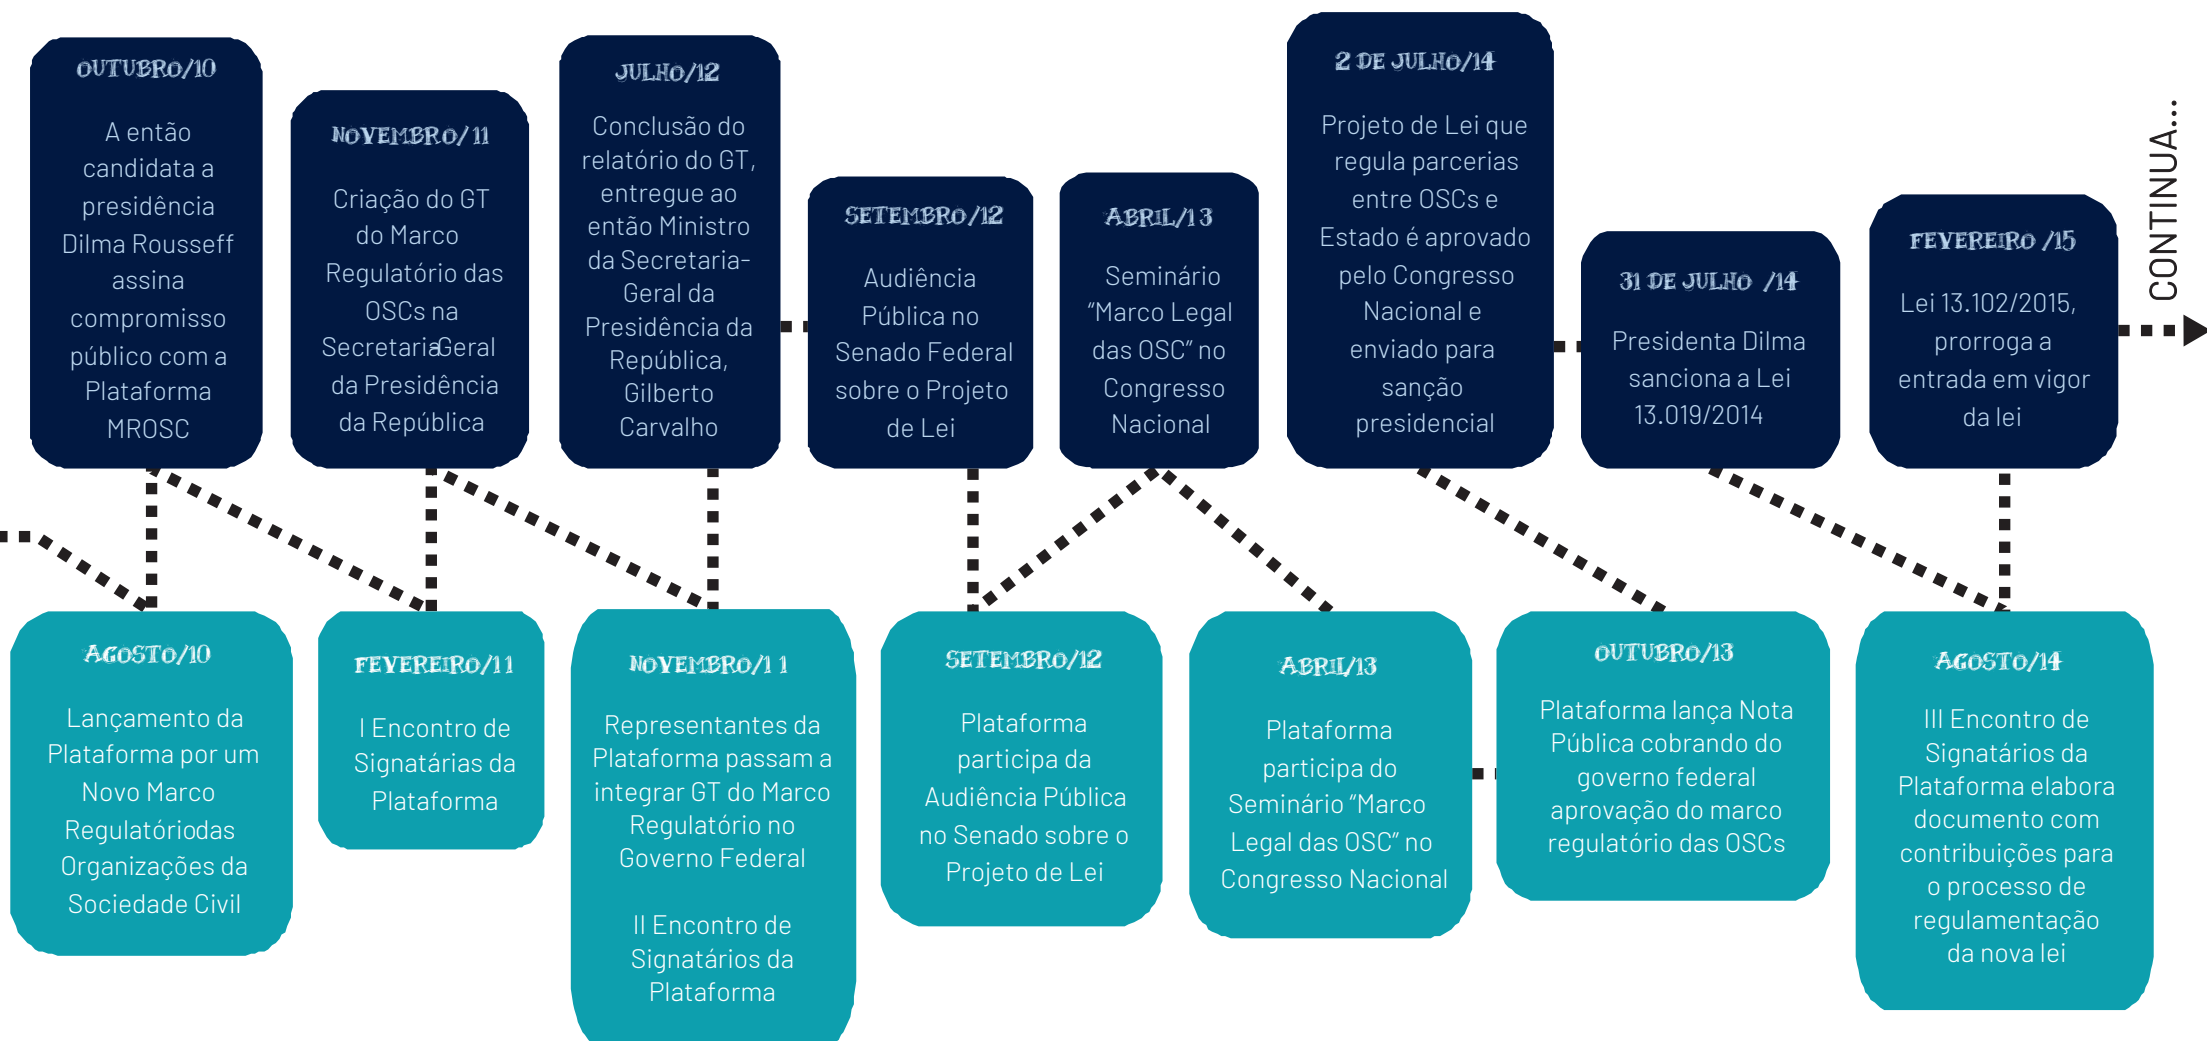 OUTUBRO/10
A então
candidata a
presidência
Dilma Rousseff
assina
compromisso
público com a
Plataforma
MROSC
NOVEMBRO/11
Criação do GT
do Marco
Regulatório das
OSCs na
Secretaria-Geral
da Presidência
da República
JULHO/12
Conclusão do
relatório do GT,
entregue ao
então Ministro
da Secretaria-
Geral da
Presidência da
República,
Gilberto
Carvalho
SETEMBRO/12
Audiência
Pública no
Senado Federal
sobre o Projeto
de Lei
ABRIL/13
Seminário
"Marco Legal
das OSC" no
Congresso
Nacional
2 DE JULHO/14
Projeto de Lei que
regula parcerias
entre OSCs e
Estado é aprovado
pelo Congresso
Nacional e
enviado para
sanção
presidencial
31 DE JULHO /14
Presidenta Dilma
sanciona a Lei
13.019/2014
FEVEREIRO /15
Lei 13.102/2015,
prorroga a
entrada em vigor
da lei
CONTINUA...
AGOSTO/10
Lançamento da
Plataforma por um
Novo Marco
Regulatóriodas
Organizações da
Sociedade Civil
FEVEREIRO/11
I Encontro de
Signatárias da
Plataforma
NOVEMBRO/11
Representantes da
Plataforma passam a
integrar GT do Marco
Regulatório no
Governo Federal
II Encontro de
Signatários da
Plataforma
SETEMBRO/12
Plataforma
participa da
Audiência Pública
no Senado sobre o
Projeto de Lei
ABRIL/13
Plataforma
participa do
Seminário "Marco
Legal das OSC" no
Congresso Nacional
OUTUBRO/13
Plataforma lança Nota
Pública cobrando do
governo federal
aprovação do marco
regulatório das OSCs
AGOSTO/14
III Encontro de
Signatários da
Plataforma elabora
documento com
contribuições para
o processo de
regulamentação
da nova lei